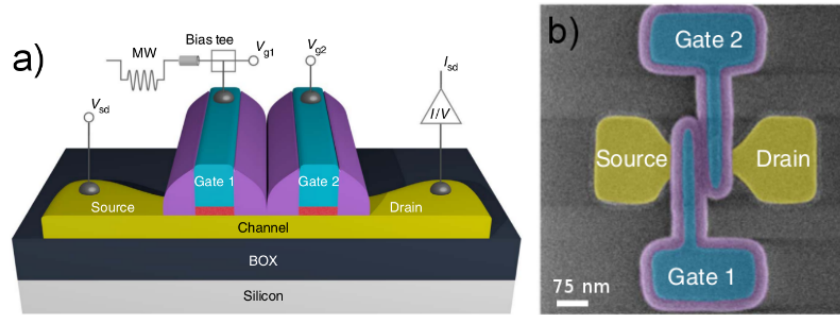 a)
MW
Bias tee
Vg1
Vg2
Isd
Vsd
I/V
Gate 1
Gate 2
Source
Drain
Channel
BOX
Silicon
b)
Gate 2
Source
Drain
Gate 1
75 nm